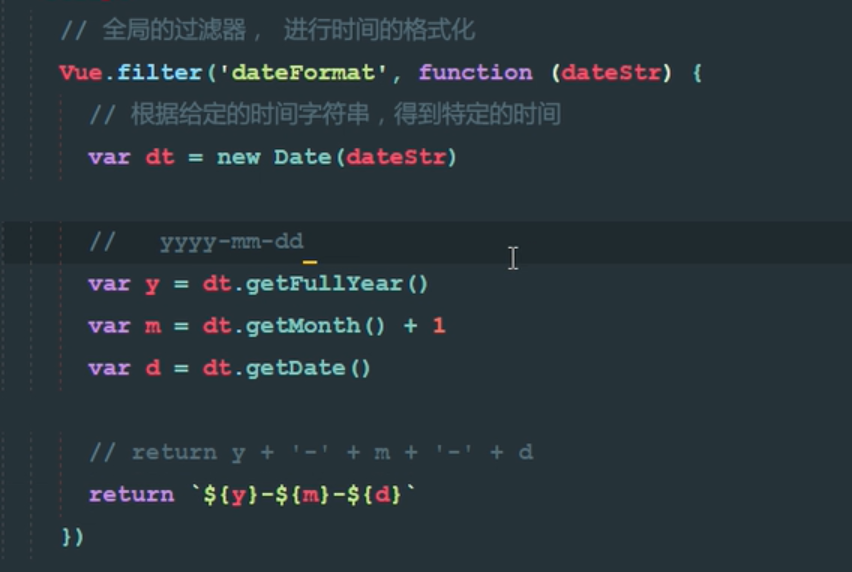 // 全局的过滤器， 进行时间的格式化
Vue.filter('dateFormat', function (dateStr) {
// 根据给定的时间字符串，得到特定的时间
var dt = new Date(dateStr)
//   yyyy-mm-dd
var y = dt.getFullYear()
var m = dt.getMonth() + 1
var d = dt.getDate()
// return y + '-' + m + '-' + d
return `${y}-${m}-${d}`
})